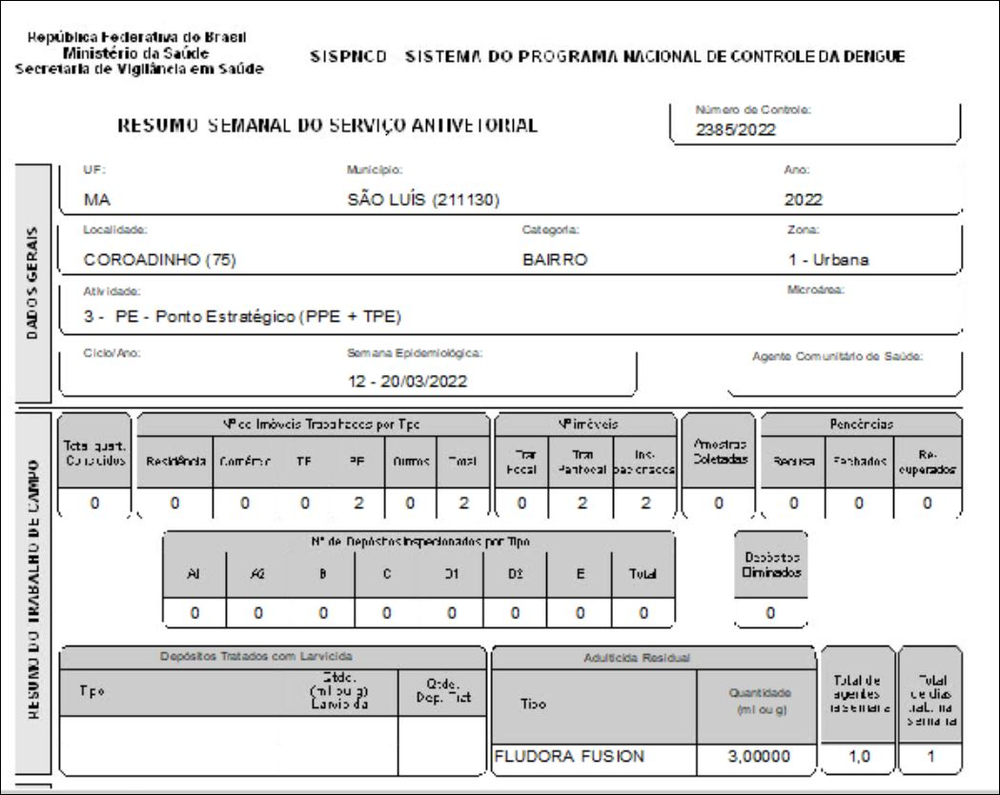 República Federativa do Brasil
Ministério da Saúde
Secretaria de Vigilância em Saúde
SISPNCD - SISTEMA DO PROGRAMA NACIONAL DE CONTROLE DA DENGUE
RESUMO SEMANAL DO SERVIÇO ANTIVETORIAL
Número de Controle:
2385/2022
DADOS GERAIS
UF: Município: Ano:
MA SÃO LUÍS (211130) 2022
Localidade: Categoria: Zona:
COROADINHO (75) BAIRRO 1 - Urbana
Atividade: Microárea:
3 - PE - Ponto Estratégico (PPE + TPE)
Ciclo/Ano: Semana Epidemiológica: Agente Comunitário de Saúde:
12 - 20/03/2022
RESUMO DO TRABALHO DE CAMPO
Total quart. Concluídos
Nº de Imóveis Trabalhados por Tipo
Residência Comércio TB PE Outros Total
Nº imóveis
Trat. Focal Trat. Perifocal Ins- pecionados
Amostras Coletadas
Pendências
Recusa Fechados Re- cuperados
0 0 0 0 2 0 2 0 2 2 0 0 0 0
Nº de Depósitos Inspecionados por Tipo
A1 A2 B C D1 D2 E Total
0 0 0 0 0 0 0 0
Depósitos Eliminados
0
Depósitos Tratados com Larvicida
Tipo Qtde. (ml ou g) Larvicida Qtde. Dep. Trat.
Adulticida Residual
Tipo Quantidade (ml ou g)
Total de agentes na semana
Total de dias trab. na semana
FLUDORA FUSION 3,00000 1,0 1